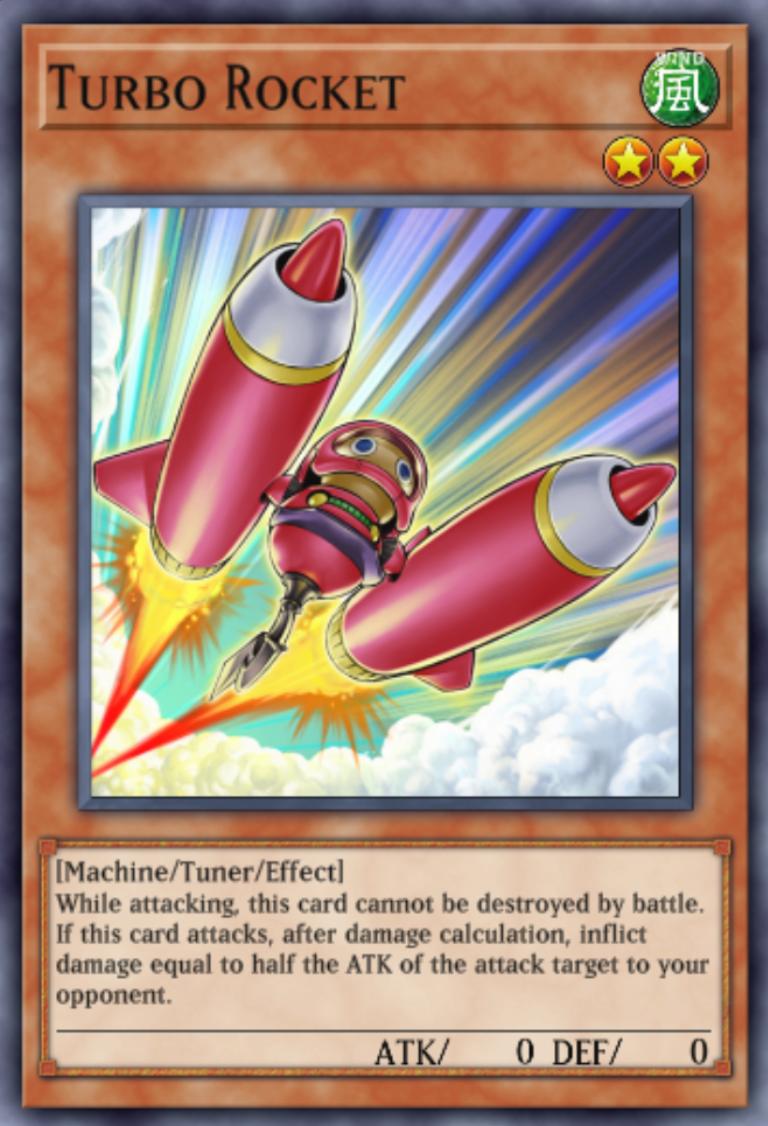 TURBO ROCKET
WIND
風
[Machine/Tuner/Effect]
While attacking, this card cannot be destroyed by battle.
If this card attacks, after damage calculation, inflict
damage equal to half the ATK of the attack target to your
opponent.
ATK/ 0 DEF/ 0